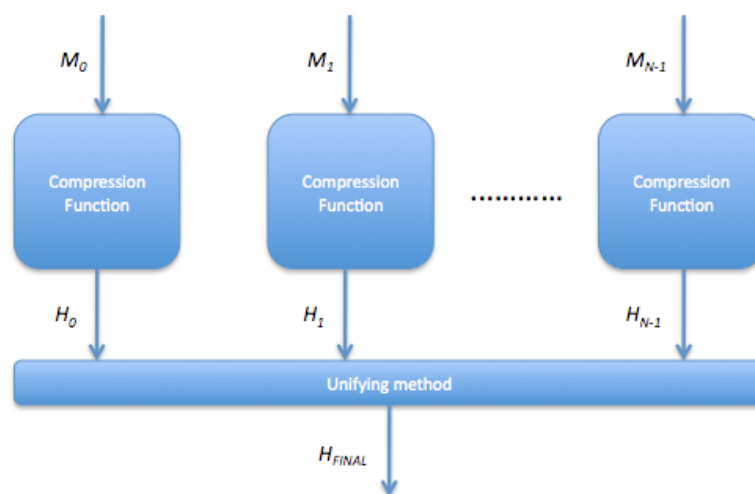 M0 M1 MN-1
Compression Function
Compression Function
............
Compression Function
H0 H1 HN-1
Unifying method
HFINAL